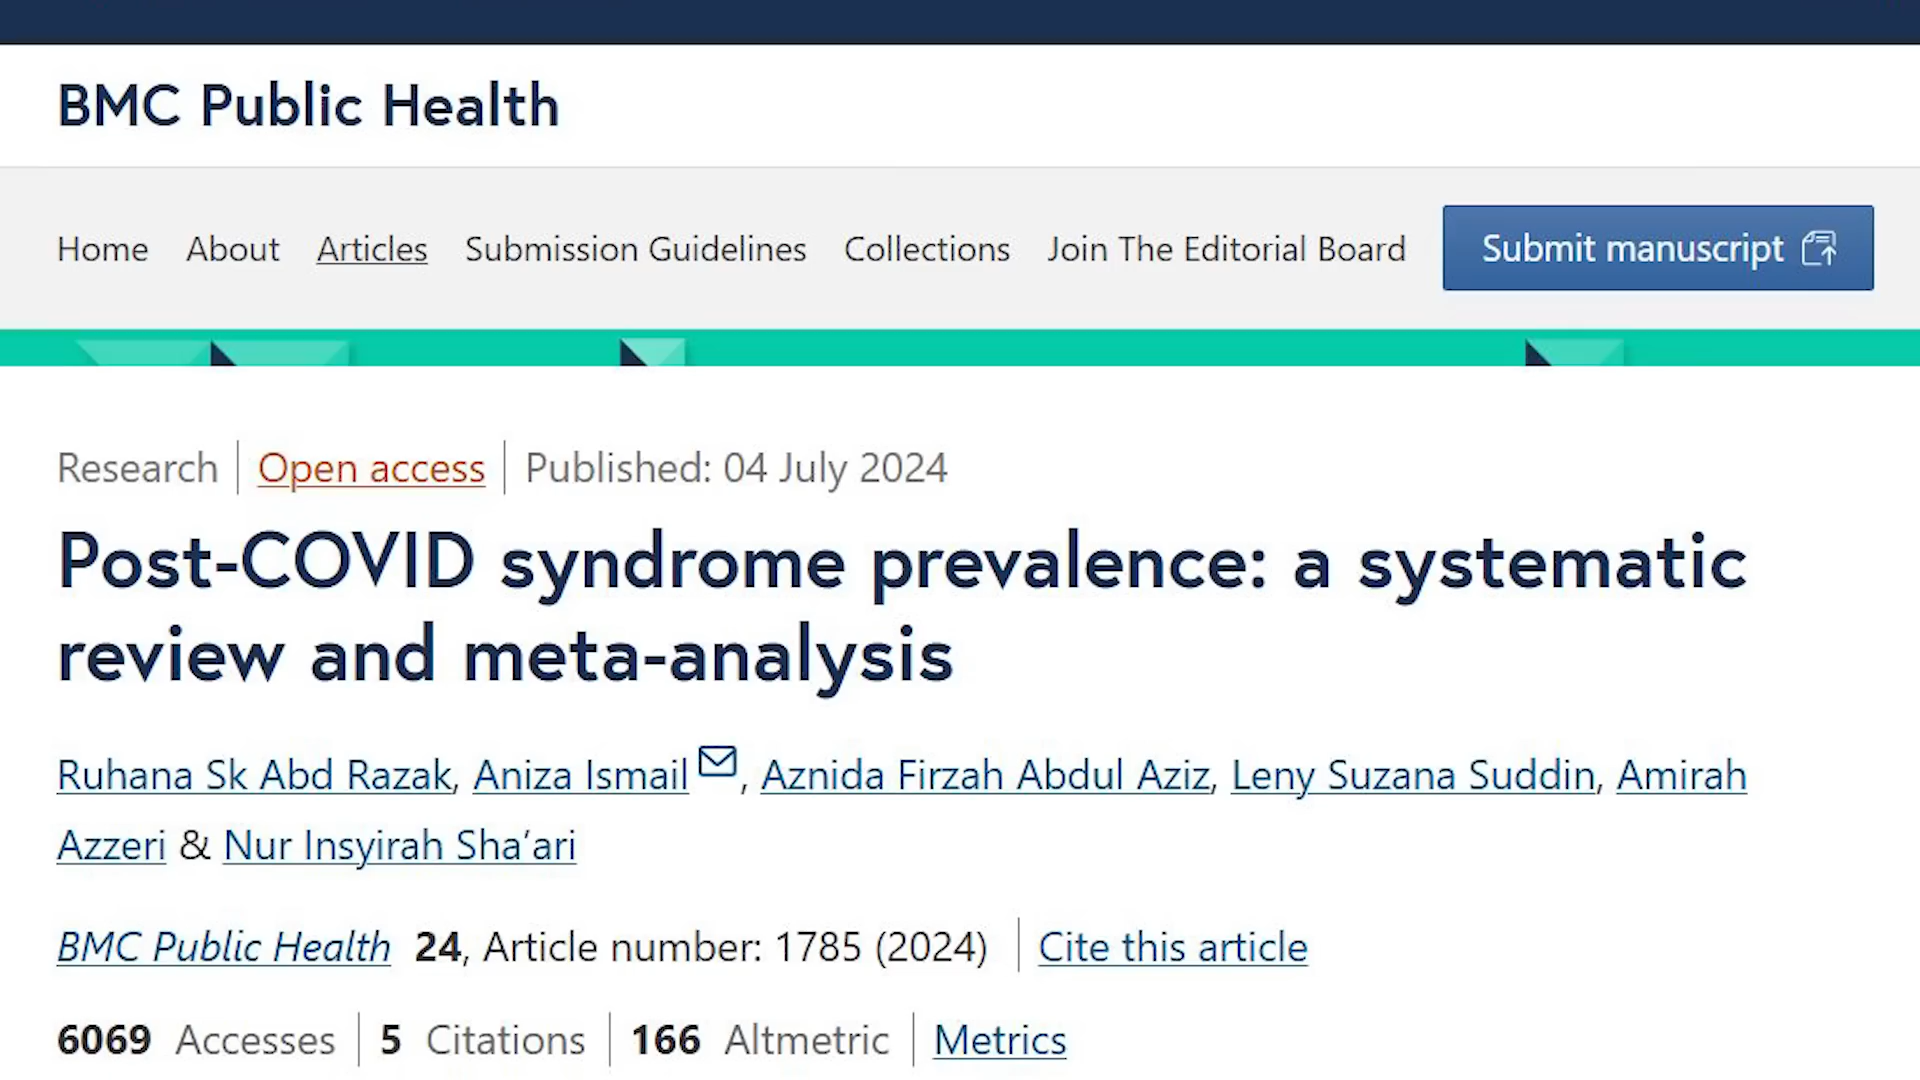 BMC Public Health
Home About Articles Submission Guidelines Collections Join The Editorial Board Submit manuscript
Research Open access Published: 04 July 2024
Post-COVID syndrome prevalence: a systematic
review and meta-analysis
Ruhana Sk Abd Razak, Aniza Ismail, Aznida Firzah Abdul Aziz, Leny Suzana Suddin, Amirah
Azzeri & Nur Insyirah Sha’ari
BMC Public Health 24, Article number: 1785 (2024) Cite this article
6069 Accesses 5 Citations 166 Altmetric Metrics